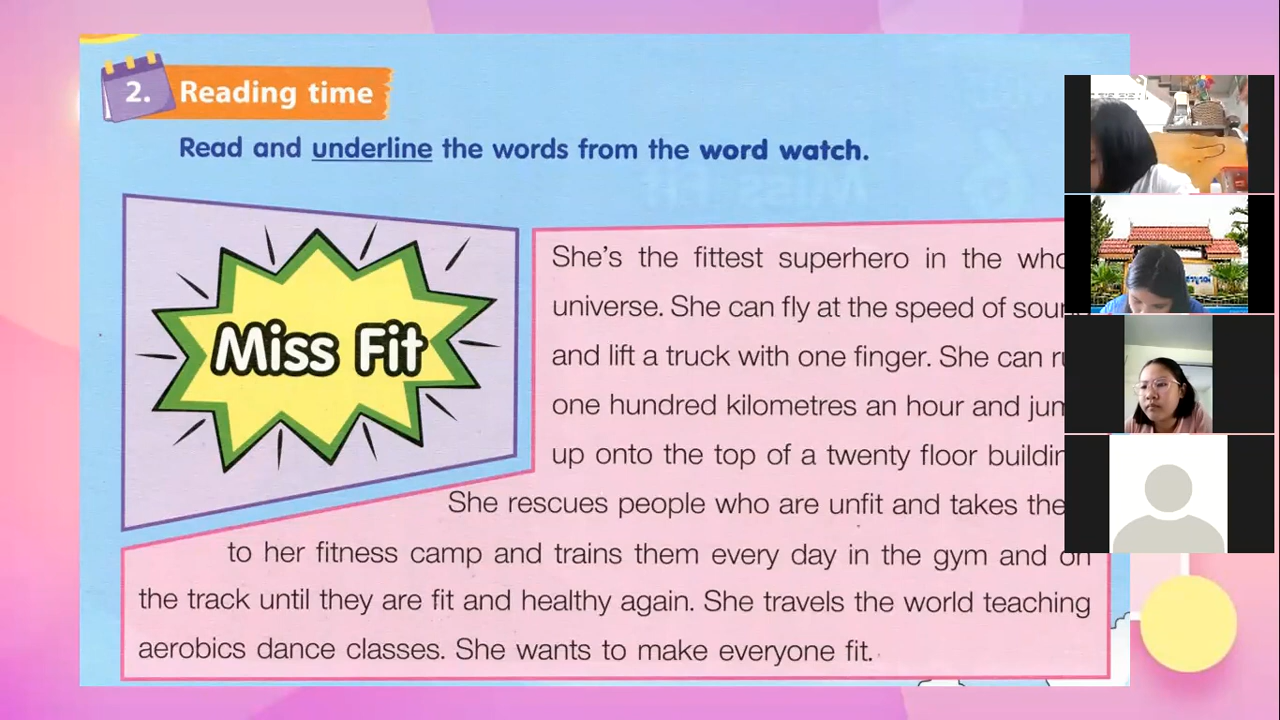 2.
Reading time
Read and underline the words from the word watch.
Miss Fit
She's the fittest superhero in the
universe. She can fly at the speed of
and lift a truck with one finger. She can
one hundred kilometres an hour and
up onto the top of a twenty floor
She rescues people who are unfit and takes
to her fitness camp and trains them every day in the gym and on
the track until they are fit and healthy again. She travels the world teaching
aerobics dance classes. She wants to make everyone fit.